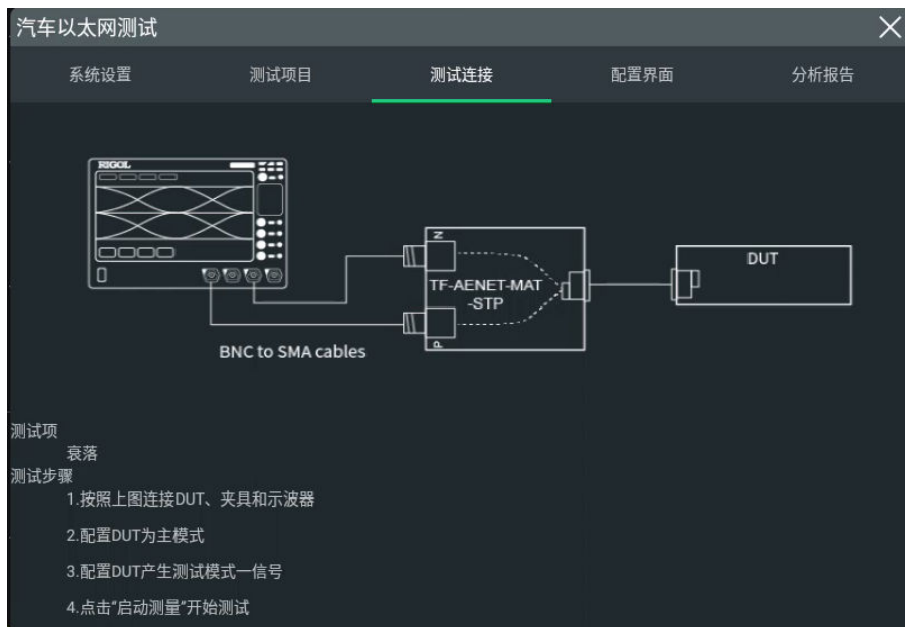 汽车以太网测试
系统设置 测试项目 测试连接 配置界面 分析报告
RIGOL
N
TF-AENET-MAT
-STP
P
DUT
BNC to SMA cables
测试项
衰落
测试步骤
1.按照上图连接DUT、夹具和示波器
2.配置DUT为主模式
3.配置DUT产生测试模式一信号
4.点击“启动测量”开始测试